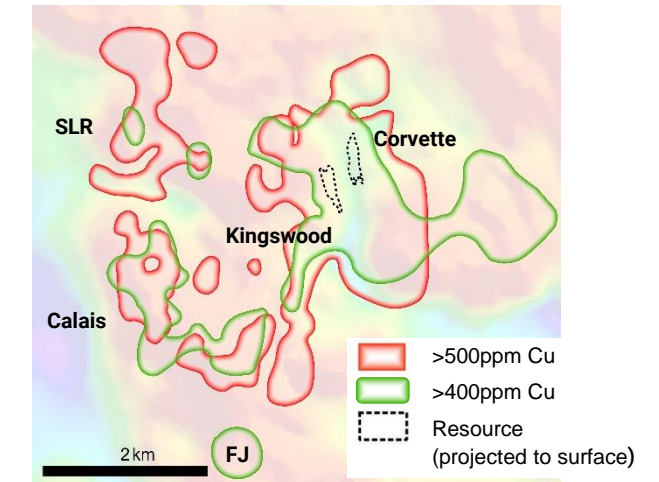 SLR
Corvette
Kingswood
Calais
>500ppm Cu
>400ppm Cu
Resource
(projected to surface)
2 km
FJ